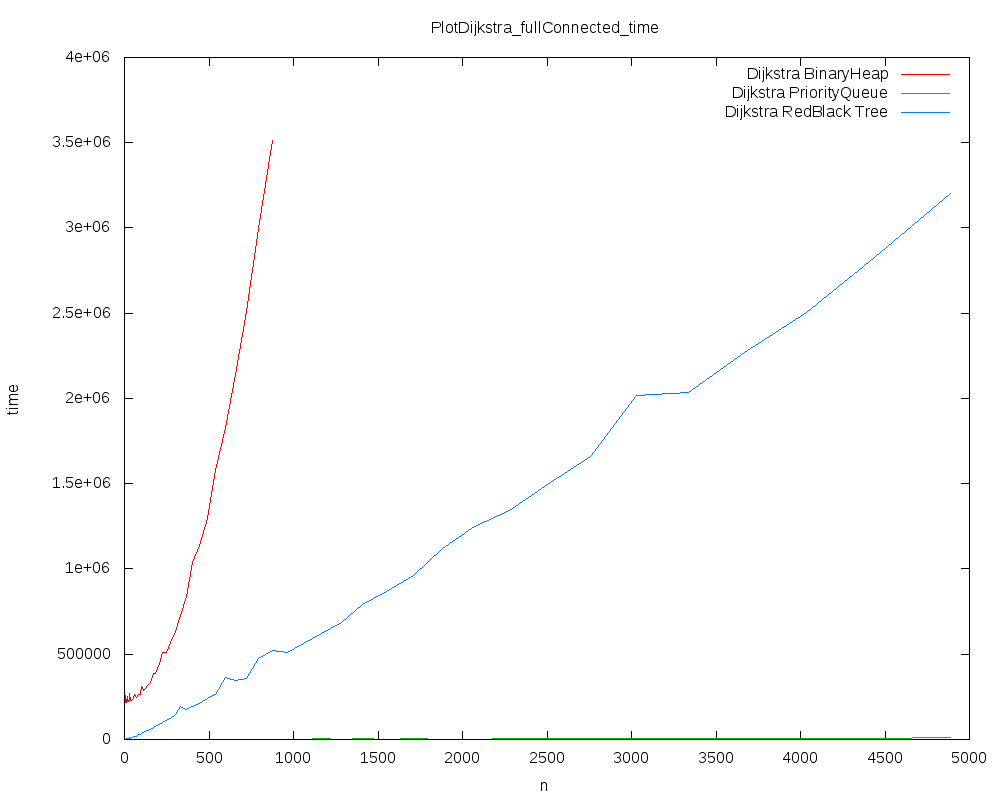 PlotDijkstra_fullConnected_time
4e+06
3.5e+06
3e+06
2.5e+06
2e+06
1.5e+06
1e+06
500000
0
time
Dijkstra BinaryHeap
Dijkstra PriorityQueue
Dijkstra RedBlack Tree
0 500 1000 1500 2000 2500 3000 3500 4000 4500 5000
n